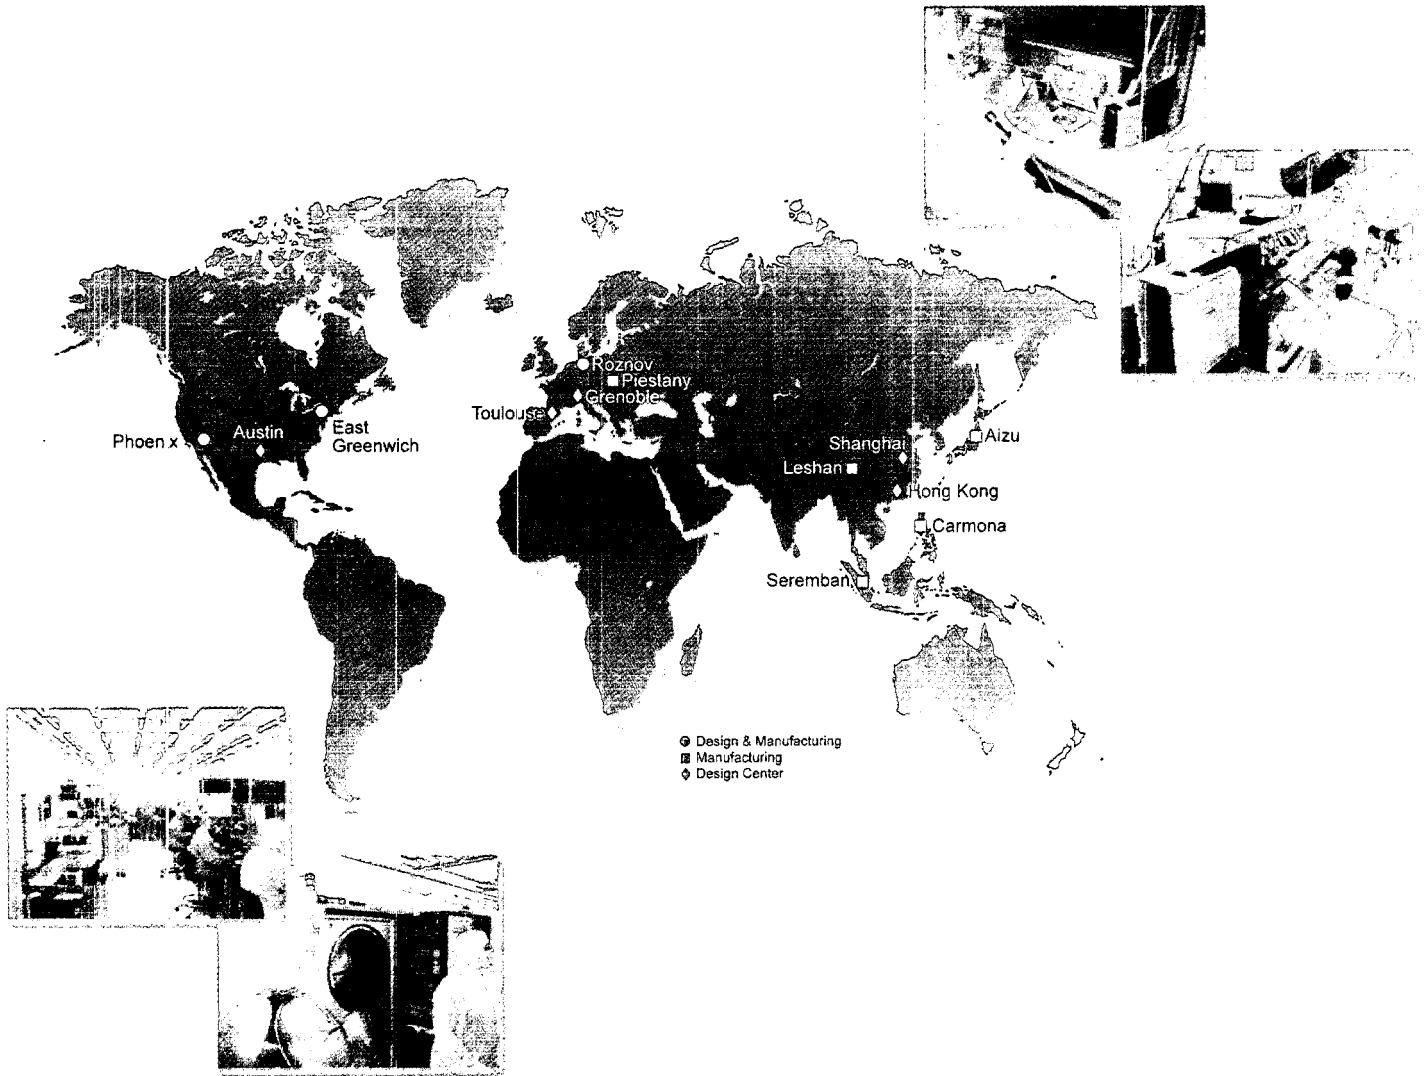 Roznov
Piestany
Grenoble
Toulouse
Phoen x
Austin
East
Greenwich
Shanghai
Aizu
Leshan
Hong Kong
Carmona
Seremban
Design & Manufacturing
Manufacturing
Design Center